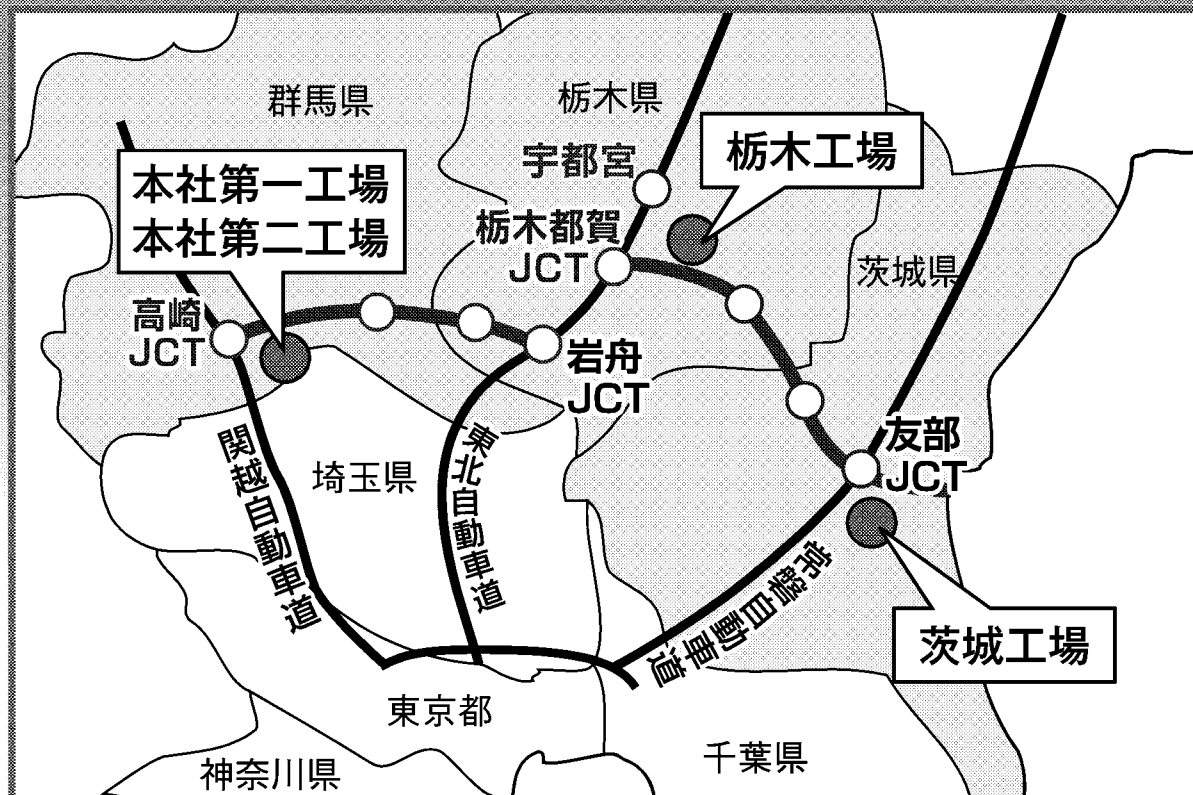 群馬県
栃木県
栃木工場
宇都宮
本社第一工場
本社第二工場
栃木都賀
JCT
茨城県
高崎
JCT
岩舟
JCT
友部
JCT
関越自動車道
埼玉県
東北自動車道
常磐自動車道
茨城工場
東京都
千葉県
神奈川県